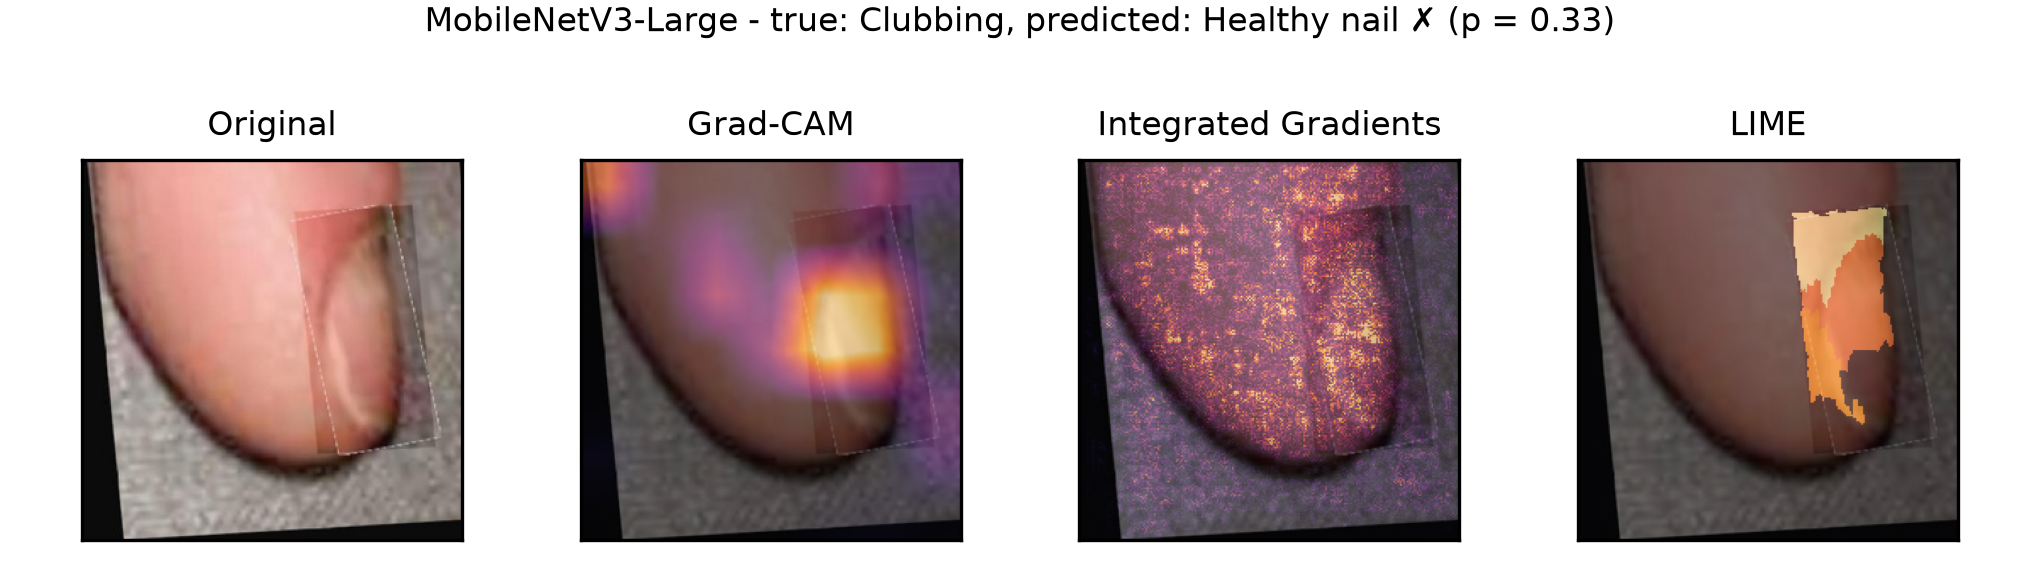 MobileNetV3-Large - true: Clubbing, predicted: Healthy nail ✗ (p = 0.33)
Original
Grad-CAM
Integrated Gradients
LIME